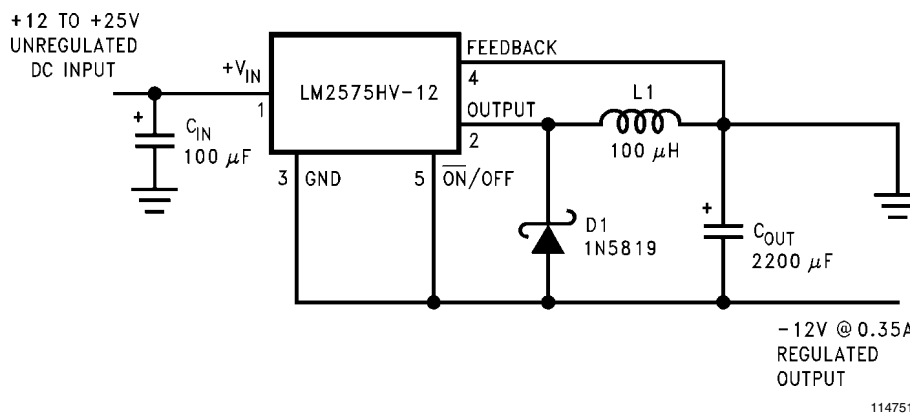 +12 TO +25V
UNREGULATED
DC INPUT
+VIN
1
+
CIN
100 μF
LM2575HV-12
FEEDBACK
4
OUTPUT
2
3 GND
5 ON/OFF
L1
100 μH
D1
1N5819
+
COUT
2200 μF
-12V @ 0.35A
REGULATED
OUTPUT
114751